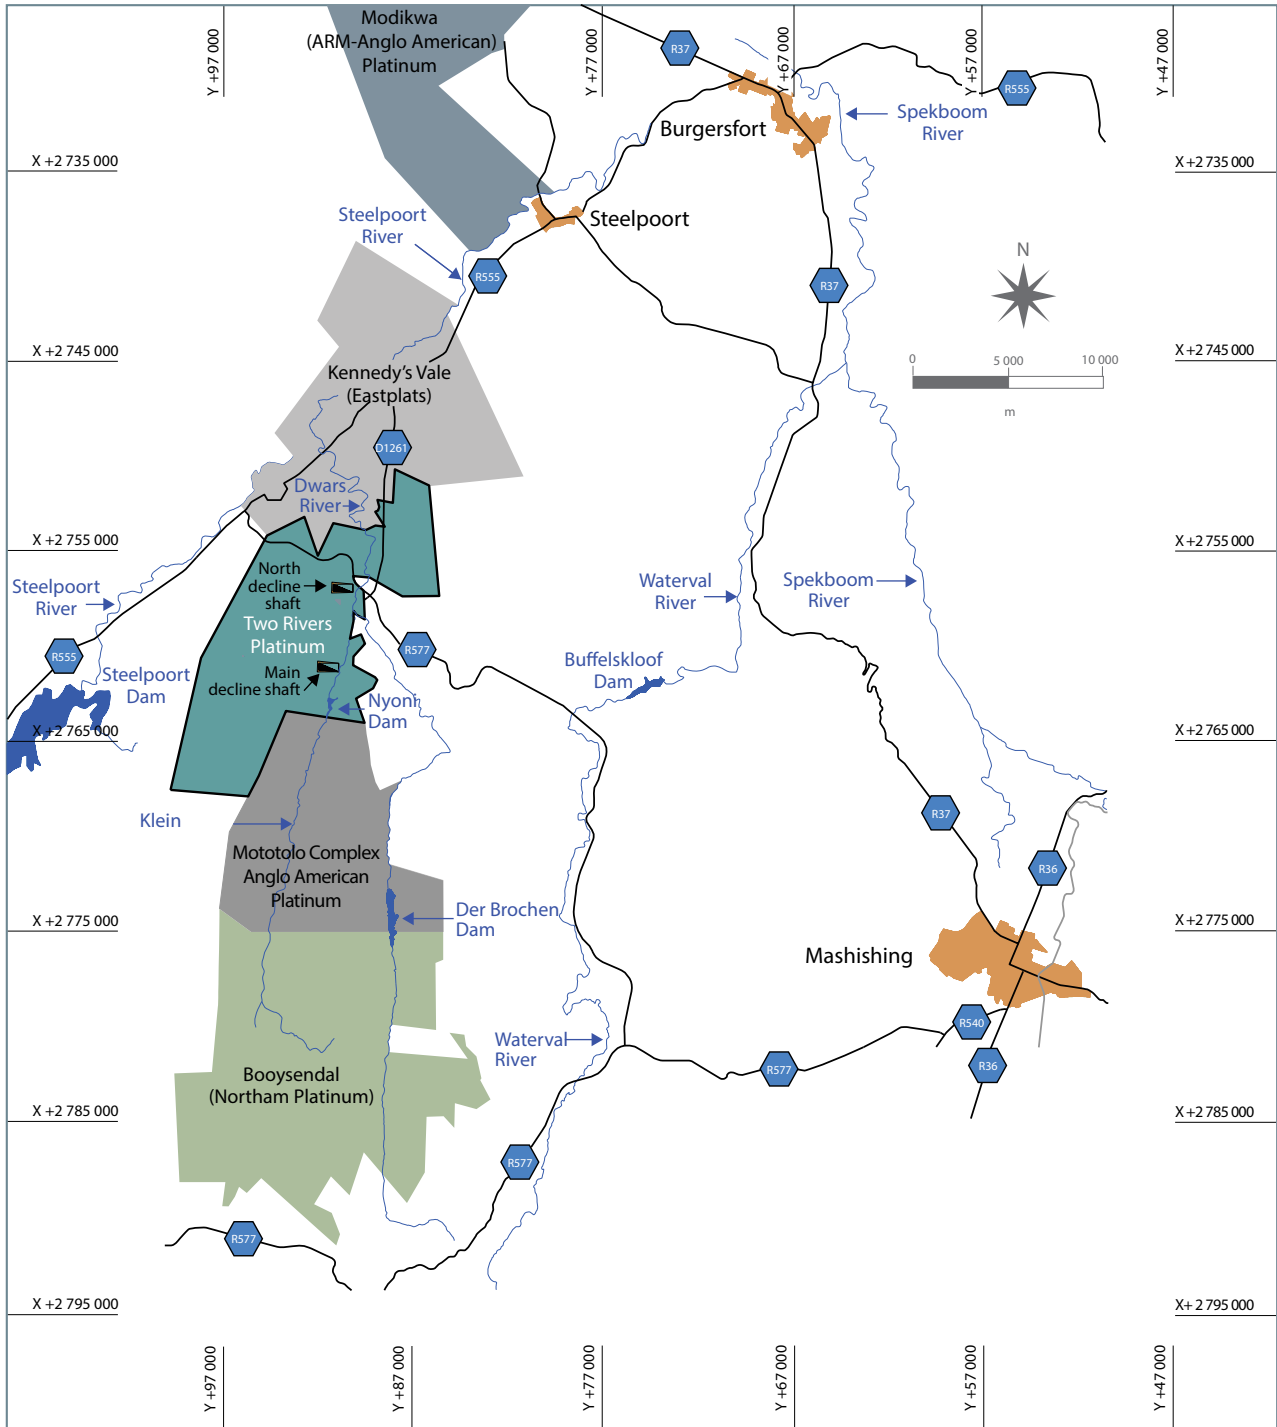 Modikwa
(ARM-Anglo American)
Platinum
Y +97 000
Y +77 000
Y +67 000
Y +57 000
Y +47 000
R37
R555
Burgersfort
Spekboom
River
X +2 735 000
X +2 735 000
Steelpoort
River
Steelpoort
R555
R37
N
X +2 745 000
X +2 745 000
0
5 000
10 000
m
Kennedy's Vale
(Eastplats)
D1261
Dwars
River
X +2 755 000
X +2 755 000
North
decline
shaft
Steelpoort
River
Waterval
River
Spekboom
River
Two Rivers
Platinum
R555
R577
Steelpoort
Dam
Main
decline shaft
Buffelskloof
Dam
Nyoni
Dam
X +2 765 000
X +2 765 000
Klein
R37
Mototolo Complex
Anglo American
Platinum
R36
Der Brochen
Dam
X +2 775 000
X +2 775 000
Mashishing
R540
Waterval
River
R577
R36
Booysendal
(Northam Platinum)
X +2 785 000
X +2 785 000
R577
R577
X +2 795 000
X+ 2 795 000
Y +97 000
Y +87 000
Y +77 000
Y +67 000
Y +57 000
Y +47 000